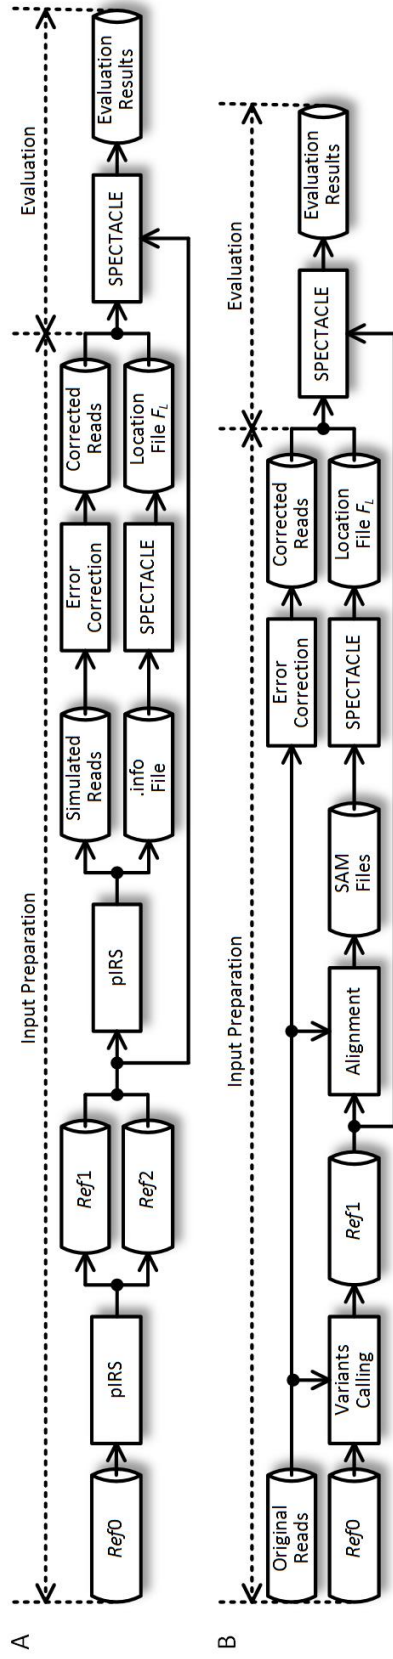 A
Input Preparation
Evaluation
Ref0
pIRS
Ref1
Ref2
pIRS
Simulated
Reads
.info
File
Error
Correction
SPECTACLE
Corrected
Reads
Location
File FL
SPECTACLE
Evaluation
Results
B
Input Preparation
Evaluation
Original
Reads
Ref0
Variants
Calling
Ref1
Alignment
SAM
Files
Error
Correction
SPECTACLE
Corrected
Reads
Location
File FL
SPECTACLE
Evaluation
Results